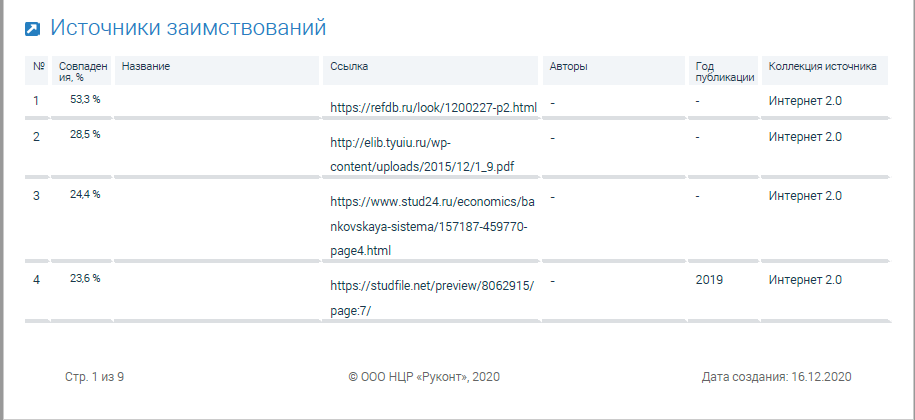 Источники заимствований
№ Совпаден Название Ссылка Авторы Год Коллекция источника
ия, % публикации
1 53,3 % https://refdb.ru/look/1200227-p2.html - - Интернет 2.0
2 28,5 % http://elib.tyuiu.ru/wp- - - Интернет 2.0
content/uploads/2015/12/1_9.pdf
3 24,4 % https://www.stud24.ru/economics/ba - - Интернет 2.0
nkovskaya-sistema/157187-459770-
page4.html
4 23,6 % https://studfile.net/preview/8062915/ - 2019 Интернет 2.0
page:7/
Стр. 1 из 9 © ООО НЦР «Руконт», 2020 Дата создания: 16.12.2020